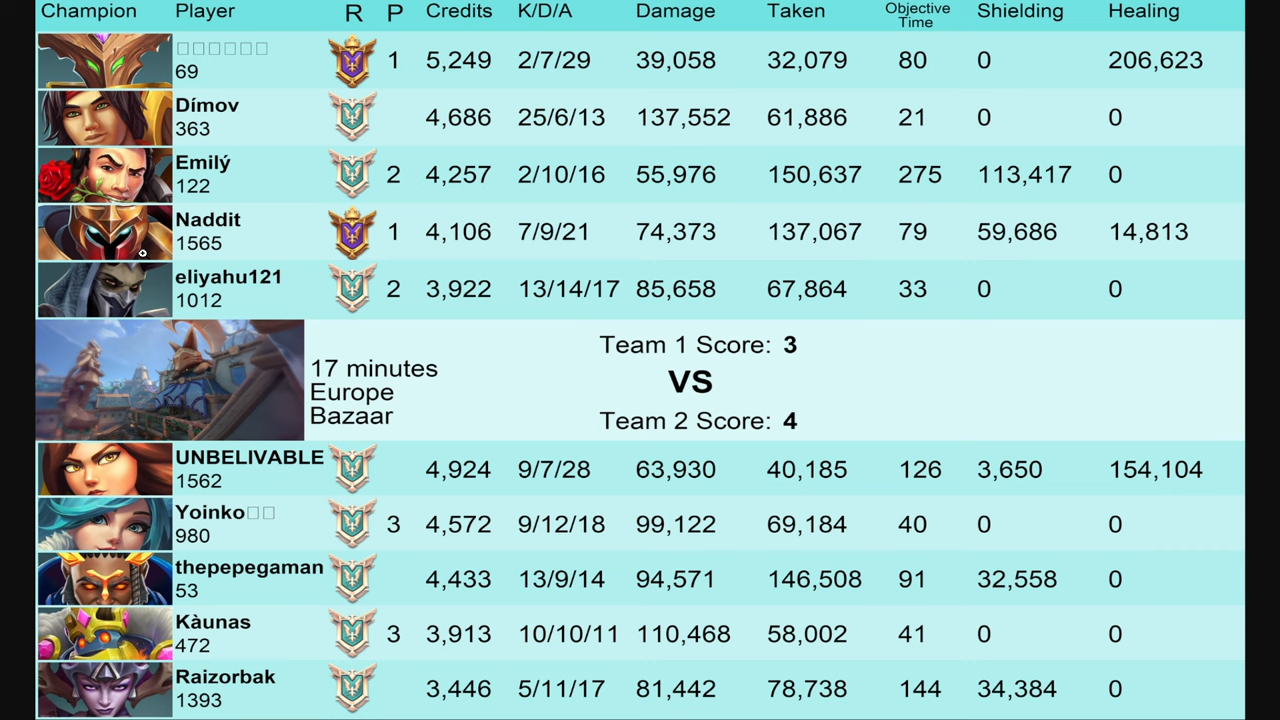 Champion Player R P Credits K/D/A Damage Taken Objective Time Shielding Healing
□□□□□□
69 1 5,249 2/7/29 39,058 32,079 80 0 206,623
Dímov
363 4,686 25/6/13 137,552 61,886 21 0 0
Emilý
122 2 4,257 2/10/16 55,976 150,637 275 113,417 0
Naddit
1565 1 4,106 7/9/21 74,373 137,067 79 59,686 14,813
eliyahu121
1012 2 3,922 13/14/17 85,658 67,864 33 0 0
17 minutes
Europe
Bazaar
Team 1 Score: 3
VS
Team 2 Score: 4
UNBELIVABLE
1562 4,924 9/7/28 63,930 40,185 126 3,650 154,104
Yoinko□□
980 3 4,572 9/12/18 99,122 69,184 40 0 0
thepepegaman
53 4,433 13/9/14 94,571 146,508 91 32,558 0
Kàunas
472 3 3,913 10/10/11 110,468 58,002 41 0 0
Raizorbak
1393 3,446 5/11/17 81,442 78,738 144 34,384 0